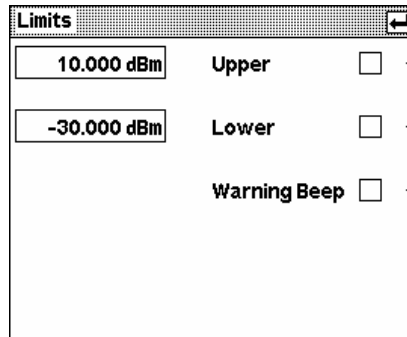 Limits
10.000 dBm Upper
-30.000 dBm Lower
Warning Beep